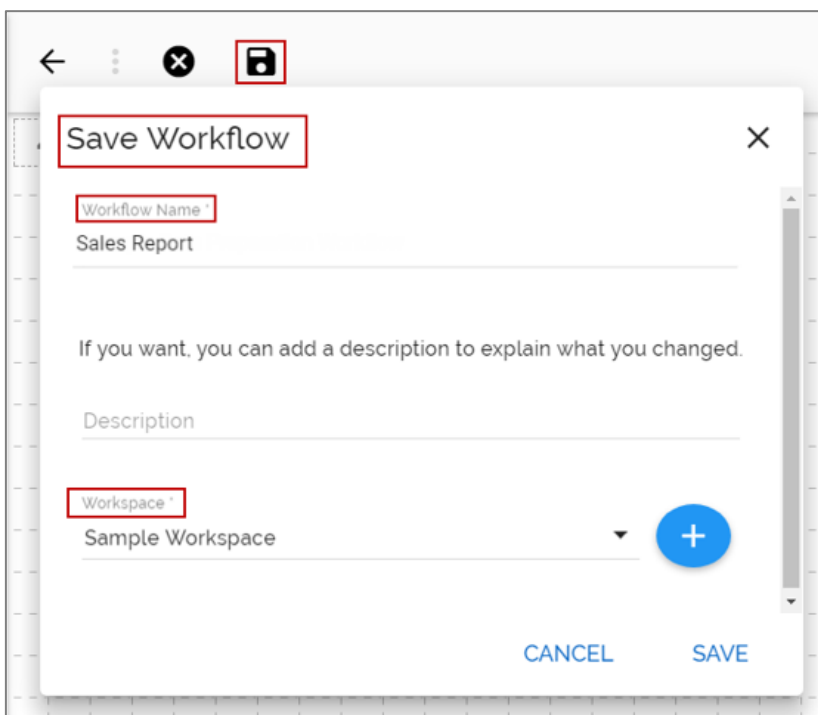 Save Workflow
Workflow Name *
Sales Report
If you want, you can add a description to explain what you changed.
Description
Workspace *
Sample Workspace
CANCEL SAVE